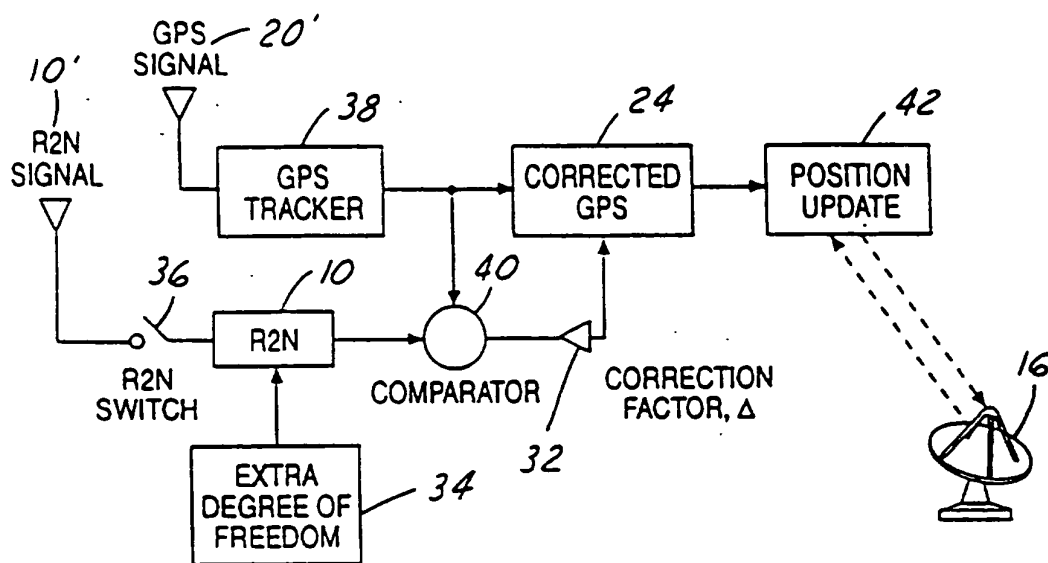 GPS 20'
SIGNAL
10'
R2N
SIGNAL
38
GPS
TRACKER
24
CORRECTED
GPS
42
POSITION
UPDATE
36
R2N
SWITCH
10
R2N
40
COMPARATOR
32
CORRECTION
FACTOR, Δ
16
EXTRA
DEGREE OF
FREEDOM
34